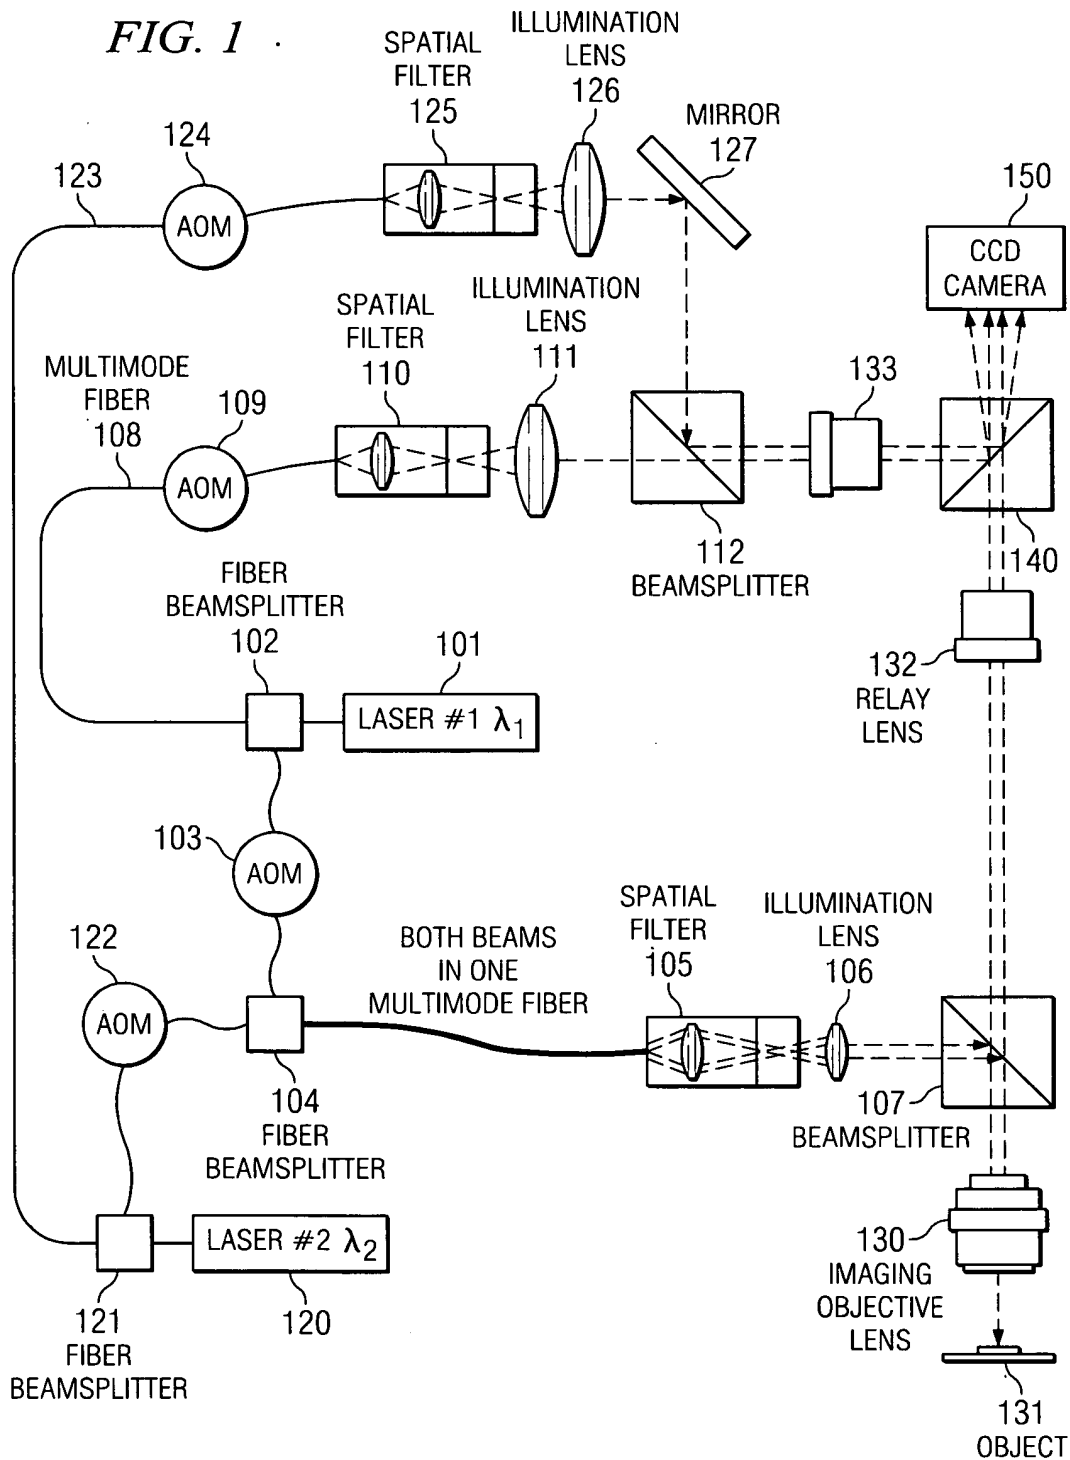 FIG. 1
ILLUMINATION
LENS
126
SPATIAL
FILTER
125
MIRROR
127
124
123
AOM
150
CCD
CAMERA
ILLUMINATION
LENS
111
SPATIAL
FILTER
110
MULTIMODE
FIBER
108
109
AOM
133
112
BEAMSPLITTER
140
FIBER
BEAMSPLITTER
102
101
LASER #1 λ1
132
RELAY
LENS
103
AOM
122
AOM
BOTH BEAMS
IN ONE
MULTIMODE FIBER
SPATIAL
FILTER
105
ILLUMINATION
LENS
106
104
FIBER
BEAMSPLITTER
107
BEAMSPLITTER
LASER #2 λ2
120
121
FIBER
BEAMSPLITTER
130
IMAGING
OBJECTIVE
LENS
131
OBJECT